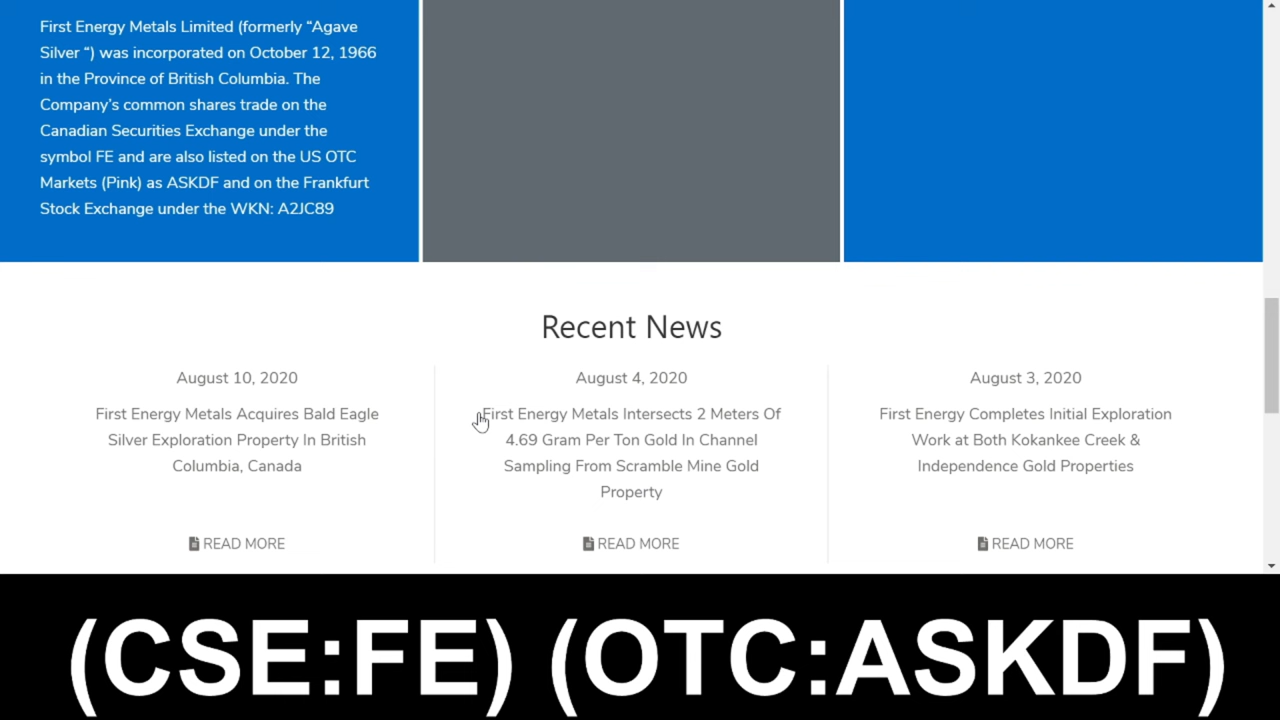 First Energy Metals Limited (formerly “Agave
Silver “) was incorporated on October 12, 1966
in the Province of British Columbia. The
Company’s common shares trade on the
Canadian Securities Exchange under the
symbol FE and are also listed on the US OTC
Markets (Pink) as ASKDF and on the Frankfurt
Stock Exchange under the WKN: A2JC89
Recent News
August 10, 2020
First Energy Metals Acquires Bald Eagle
Silver Exploration Property In British
Columbia, Canada
READ MORE
August 4, 2020
First Energy Metals Intersects 2 Meters Of
4.69 Gram Per Ton Gold In Channel
Sampling From Scramble Mine Gold
Property
READ MORE
August 3, 2020
First Energy Completes Initial Exploration
Work at Both Kokankee Creek &
Independence Gold Properties
READ MORE
(CSE:FE) (OTC:ASKDF)